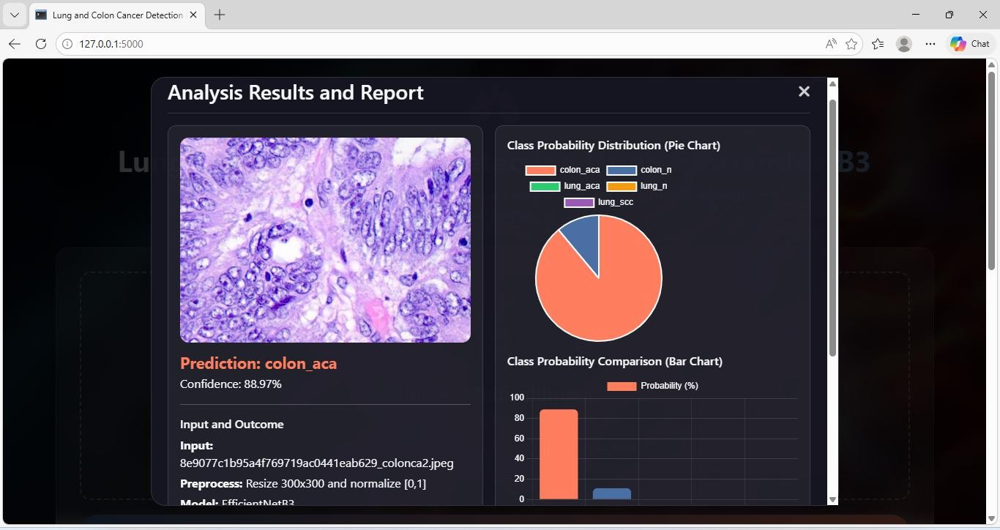 Lung and Colon Cancer Detection
127.0.0.1:5000
Chat
Analysis Results and Report
Prediction: colon_aca
Confidence: 88.97%
Input and Outcome
Input:
8e9077c1b95a4f769719ac0441eab629_colonca2.jpeg
Preprocess: Resize 300x300 and normalize [0,1]
Model: EfficientNetB3
Class Probability Distribution (Pie Chart)
colon_aca colon_n
lung_aca lung_n
lung_scc
Class Probability Comparison (Bar Chart)
Probability (%)
100
80
60
40
20
0
Lun
B3